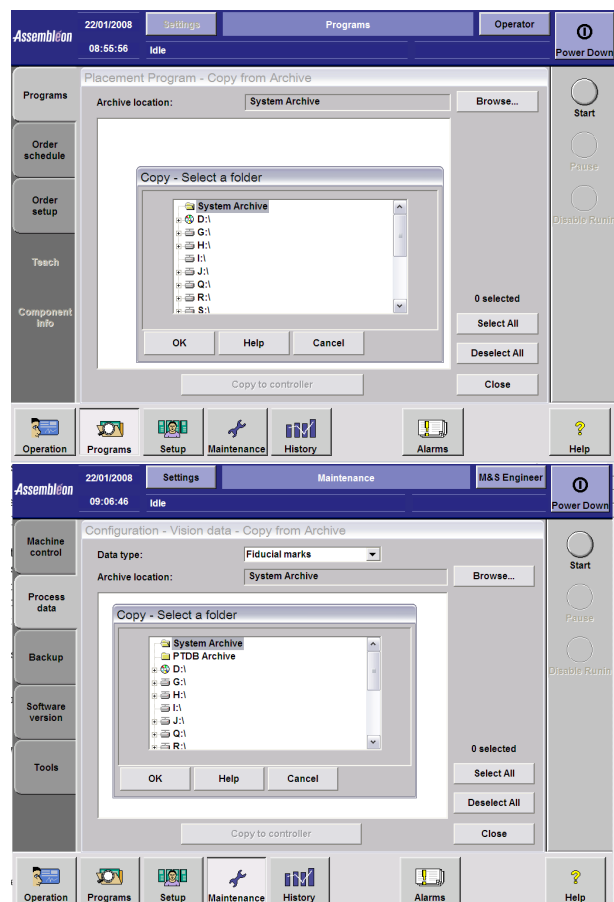 Assembléon
22/01/2008
Settings
Programs
Operator
Power Down
08:55:56
Idle
Programs
Order
schedule
Order
setup
Teach
Component
Info
Placement Program - Copy from Archive
Archive location:
System Archive
Browse...
Copy - Select a folder
System Archive
D:\
G:\
H:\
I:\
J:\
Q:\
R:\
S:\
OK
Help
Cancel
0 selected
Select All
Deselect All
Copy to controller
Close
Start
Pause
Disable Runin
Operation
Programs
Setup
Maintenance
History
Alarms
Help
Assembléon
22/01/2008
Settings
Maintenance
M&S Engineer
Power Down
09:06:46
Idle
Machine
control
Process
data
Backup
Software
version
Tools
Configuration - Vision data - Copy from Archive
Data type:
Fiducial marks
Archive location:
System Archive
Browse...
Copy - Select a folder
System Archive
PTDB Archive
D:\
G:\
H:\
I:\
J:\
Q:\
R:\
OK
Help
Cancel
0 selected
Select All
Deselect All
Copy to controller
Close
Start
Pause
Disable Runin
Operation
Programs
Setup
Maintenance
History
Alarms
Help